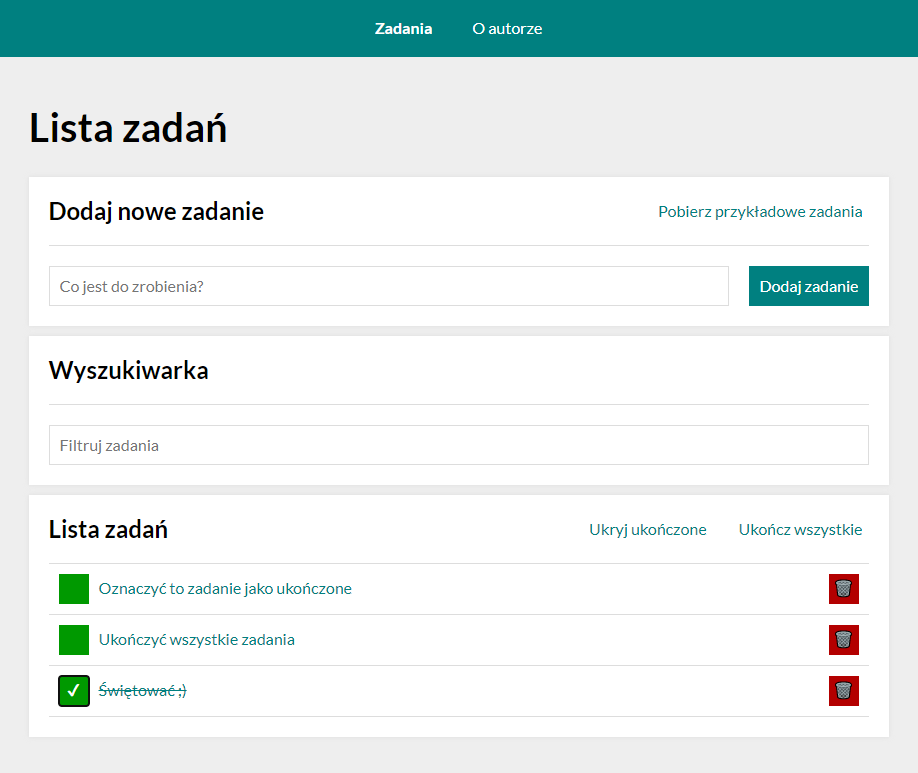 Zadania O autorze
Lista zadań
Dodaj nowe zadanie Pobierz przykładowe zadania
Co jest do zrobienia? Dodaj zadanie
Wyszukiwarka
Filtruj zadania
Lista zadań Ukryj ukończone Ukończ wszystkie
Oznaczyć to zadanie jako ukończone
Ukończyć wszystkie zadania
✓ Świętować ;)